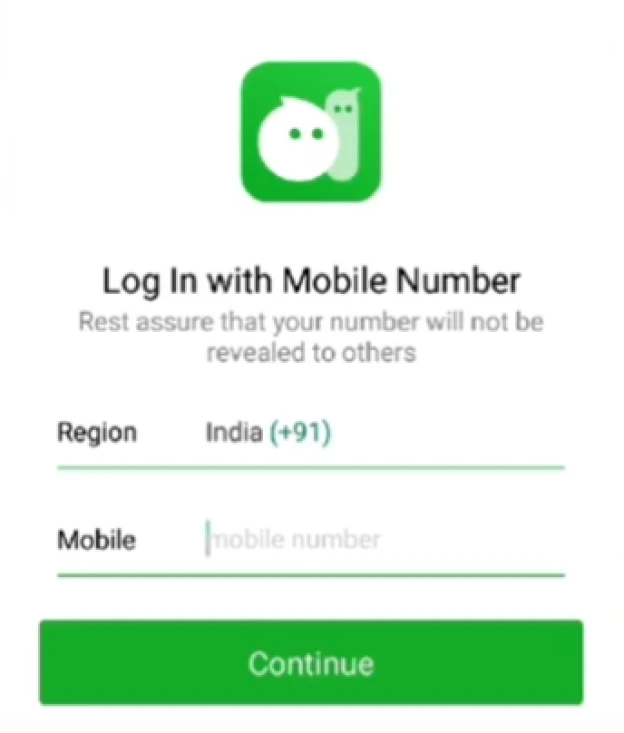 Log In with Mobile Number
Rest assure that your number will not be
revealed to others
Region India (+91)
Mobile mobile number
Continue